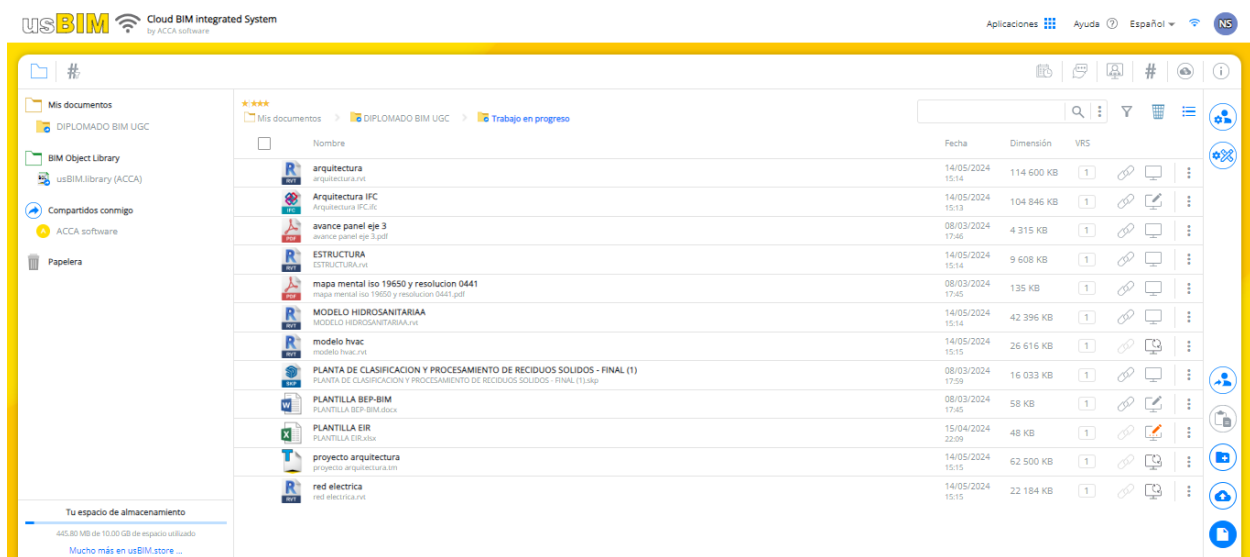 usBIM Cloud BIM integrated System
by ACCA software
Aplicaciones Ayuda Español NS
Mis documentos
DIPLOMADO BIM UGC
BIM Object Library
usBIM.library (ACCA)
Compartidos conmigo
ACCA software
Papelera
Tu espacio de almacenamiento
445.80 MB de 10.00 GB de espacio utilizado
Mucho más en usBIM.store ...
Mis documentos > DIPLOMADO BIM UGC > Trabajo en progreso
Nombre Fecha Dimensión VRS
RVT arquitectura 14/05/2024 114 600 KB 1
arquitectura.rvt 15:14
IFC Arquitectura IFC 14/05/2024 104 846 KB 1
Arquitectura IFC.ifc 15:13
PDF avance panel eje 3 08/03/2024 4 315 KB 1
avance panel eje 3.pdf 17:46
RVT ESTRUCTURA 14/05/2024 9 608 KB 1
ESTRUCTURA.rvt 15:14
PDF mapa mental iso 19650 y resolucion 0441 08/03/2024 135 KB 1
mapa mental iso 19650 y resolucion 0441.pdf 17:45
RVT MODELO HIDROSANITARIAA 14/05/2024 42 396 KB 1
MODELO HIDROSANITARIAA.rvt 15:14
RVT modelo hvac 14/05/2024 26 616 KB 1
modelo hvac.rvt 15:15
SKP PLANTA DE CLASIFICACION Y PROCESAMIENTO DE RECIDUOS SOLIDOS - FINAL (1) 08/03/2024 16 033 KB 1
PLANTA DE CLASIFICACION Y PROCESAMIENTO DE RECIDUOS SOLIDOS - FINAL (1).skp 17:59
PLANTILLA BEP-BIM 08/03/2024 58 KB 1
PLANTILLA BEP-BIM.docx 17:45
PLANTILLA EIR 15/04/2024 48 KB 1
PLANTILLA EIR.xlsx 22:09
proyecto arquitectura 14/05/2024 62 500 KB 1
proyecto arquitectura.tm 15:15
RVT red electrica 14/05/2024 22 184 KB 1
red electrica.rvt 15:15